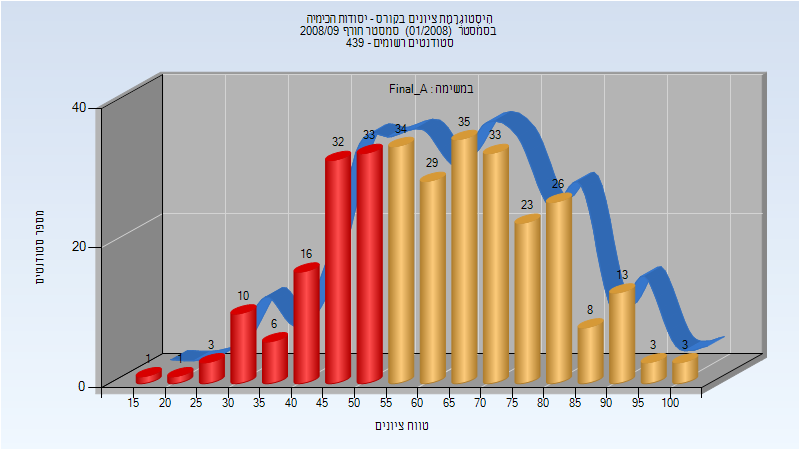 היסטוגרמת ציונים בקורס - יסודות הכימיה
בסמסטר (01/2008) סמסטר חורף 2008/09
סטודנטים רשומים - 439
במשימה : Final_A
מספר סטודנטים
40
20
0
1 1 3 10 6 16 32 33 34 29 35 33 23 26 8 13 3 3
15 20 25 30 35 40 45 50 55 60 65 70 75 80 85 90 95 100
טווח ציונים